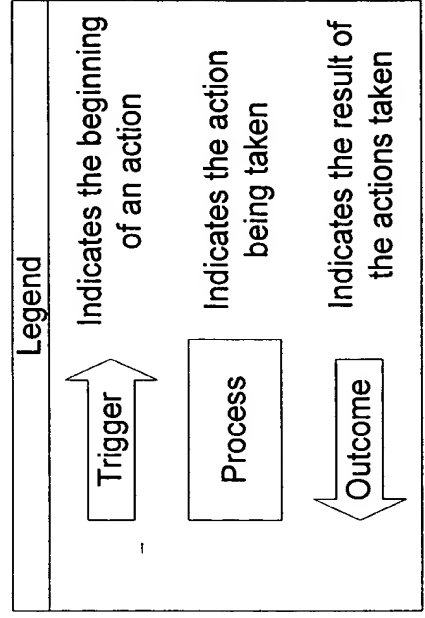 Legend
Trigger
Indicates the beginning
of an action
Process
Indicates the action
being taken
Outcome
Indicates the result of
the actions taken